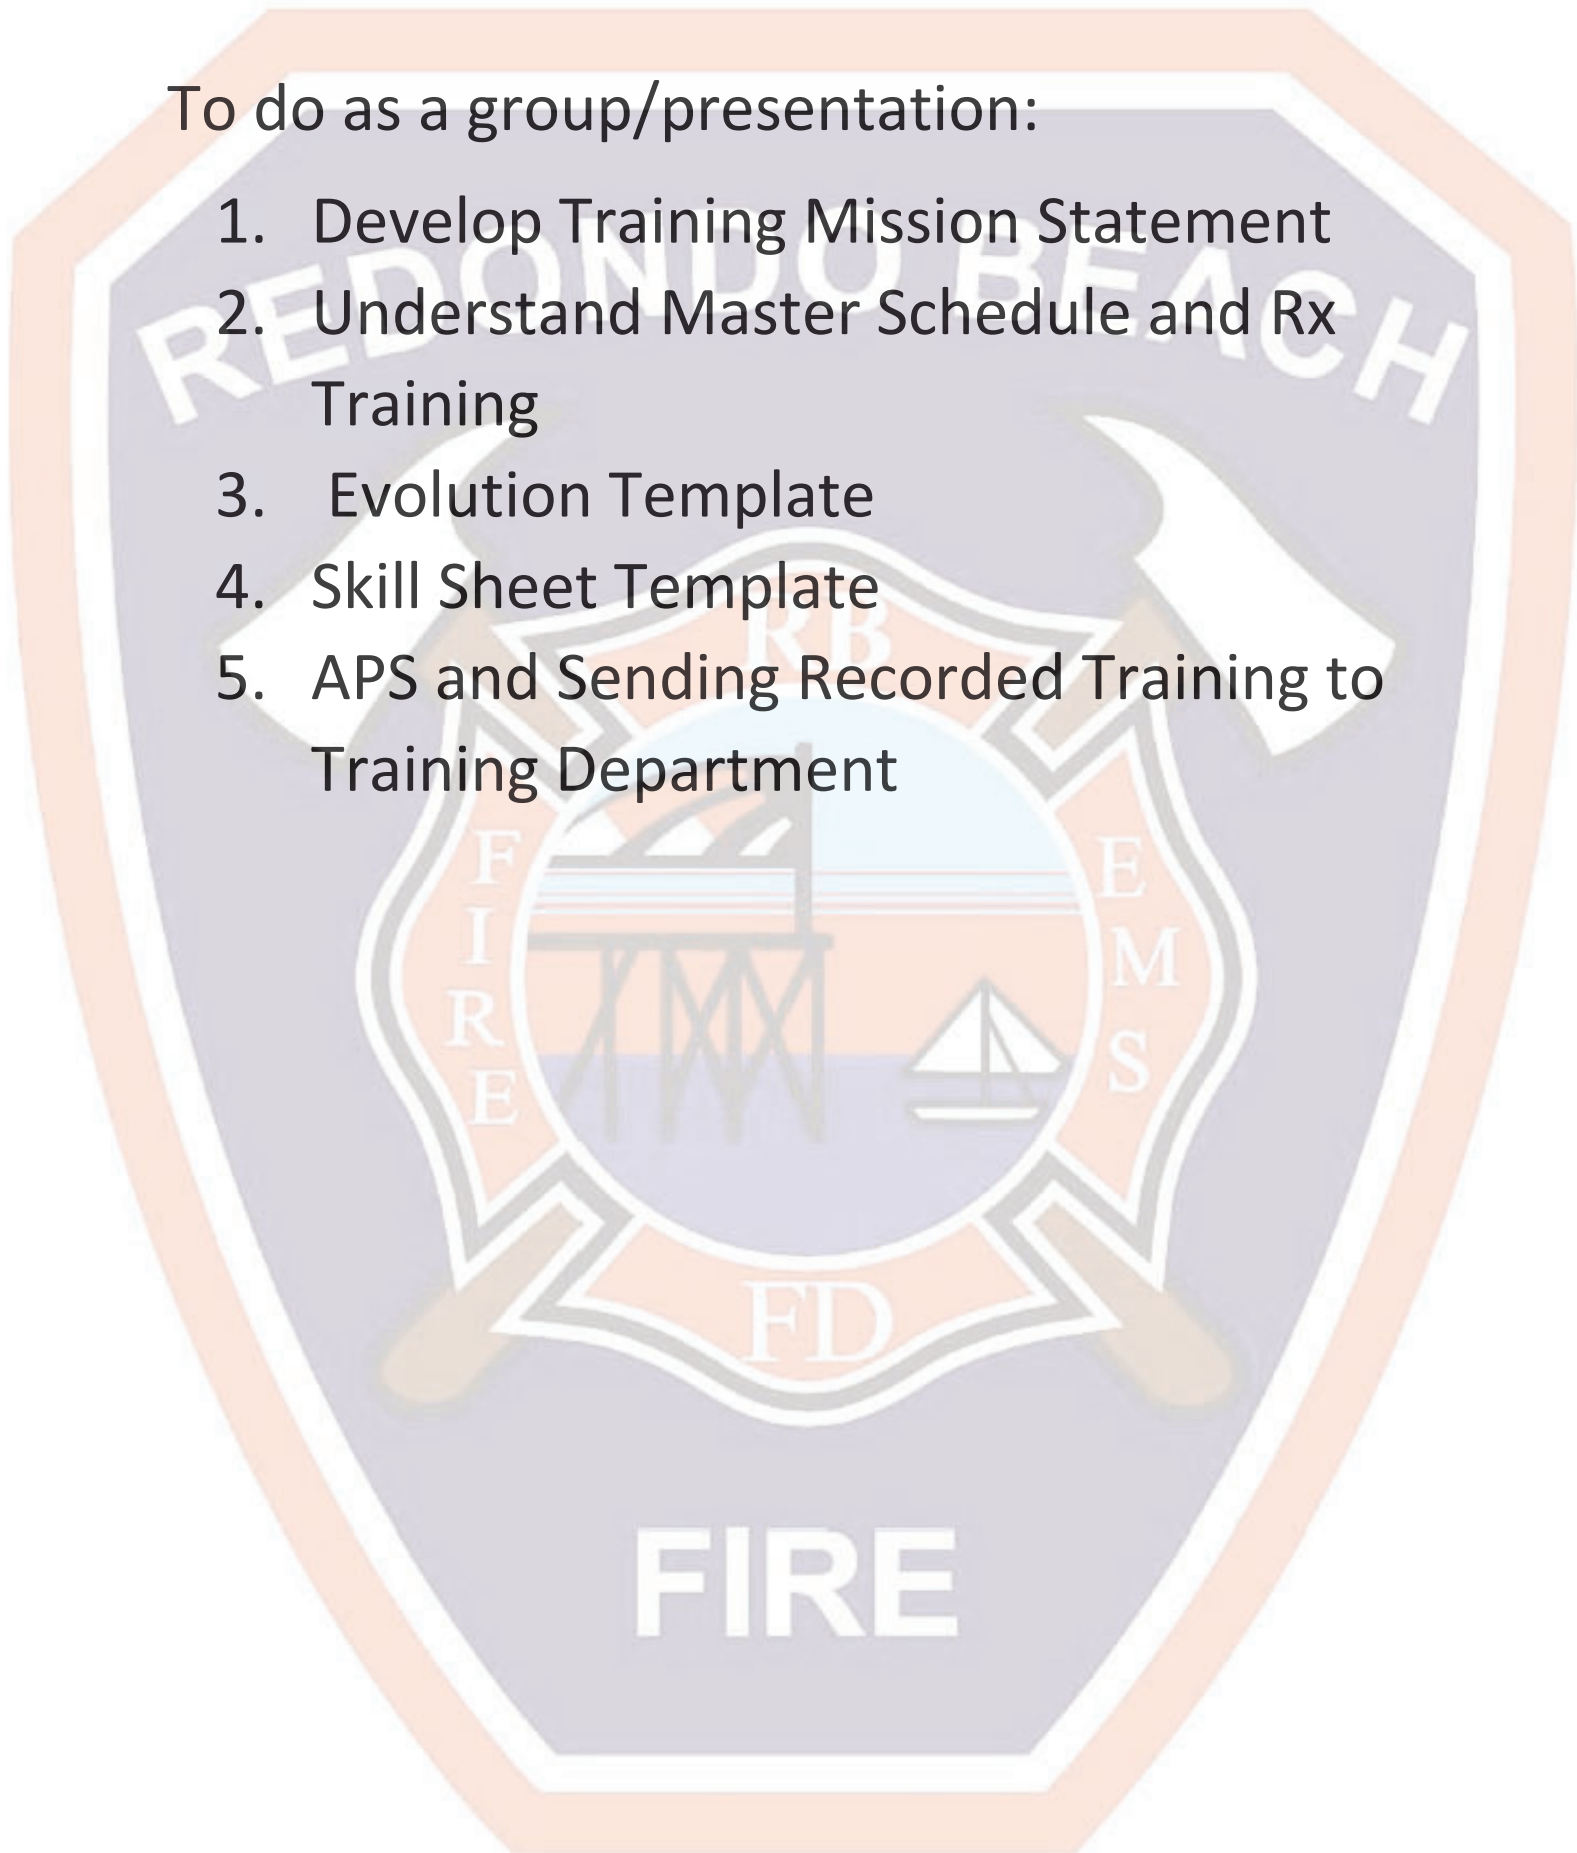 To do as a group/presentation:
1. Develop Training Mission Statement
REDONDO BEACH
2. Understand Master Schedule and Rx
Training
3. Evolution Template
4. Skill Sheet Template
RB
5. APS and Sending Recorded Training to
Training Department
FIRE
EMS
FD
FIRE